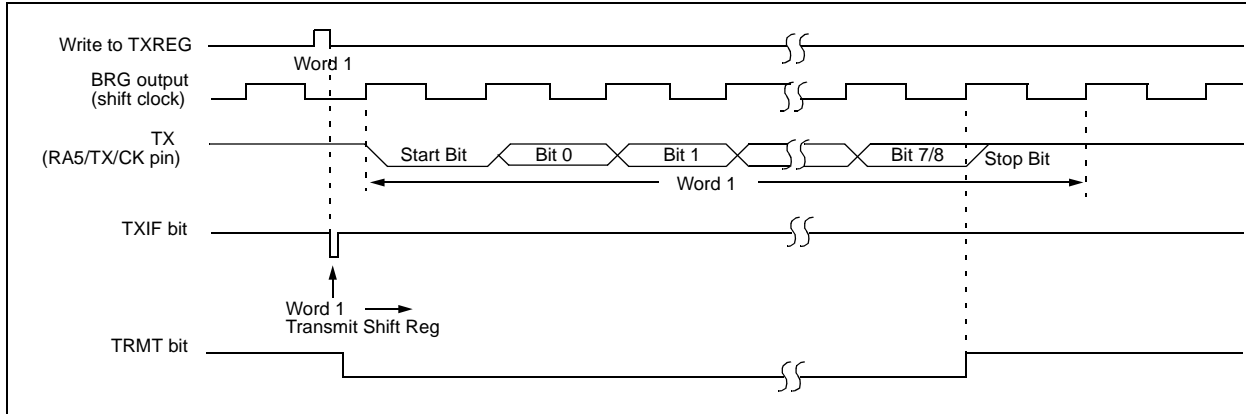 Write to TXREG
Word 1
BRG output
(shift clock)
TX
(RA5/TX/CK pin)
Start Bit
Bit 0
Bit 1
Bit 7/8
Stop Bit
Word 1
TXIF bit
Word 1
Transmit Shift Reg
TRMT bit